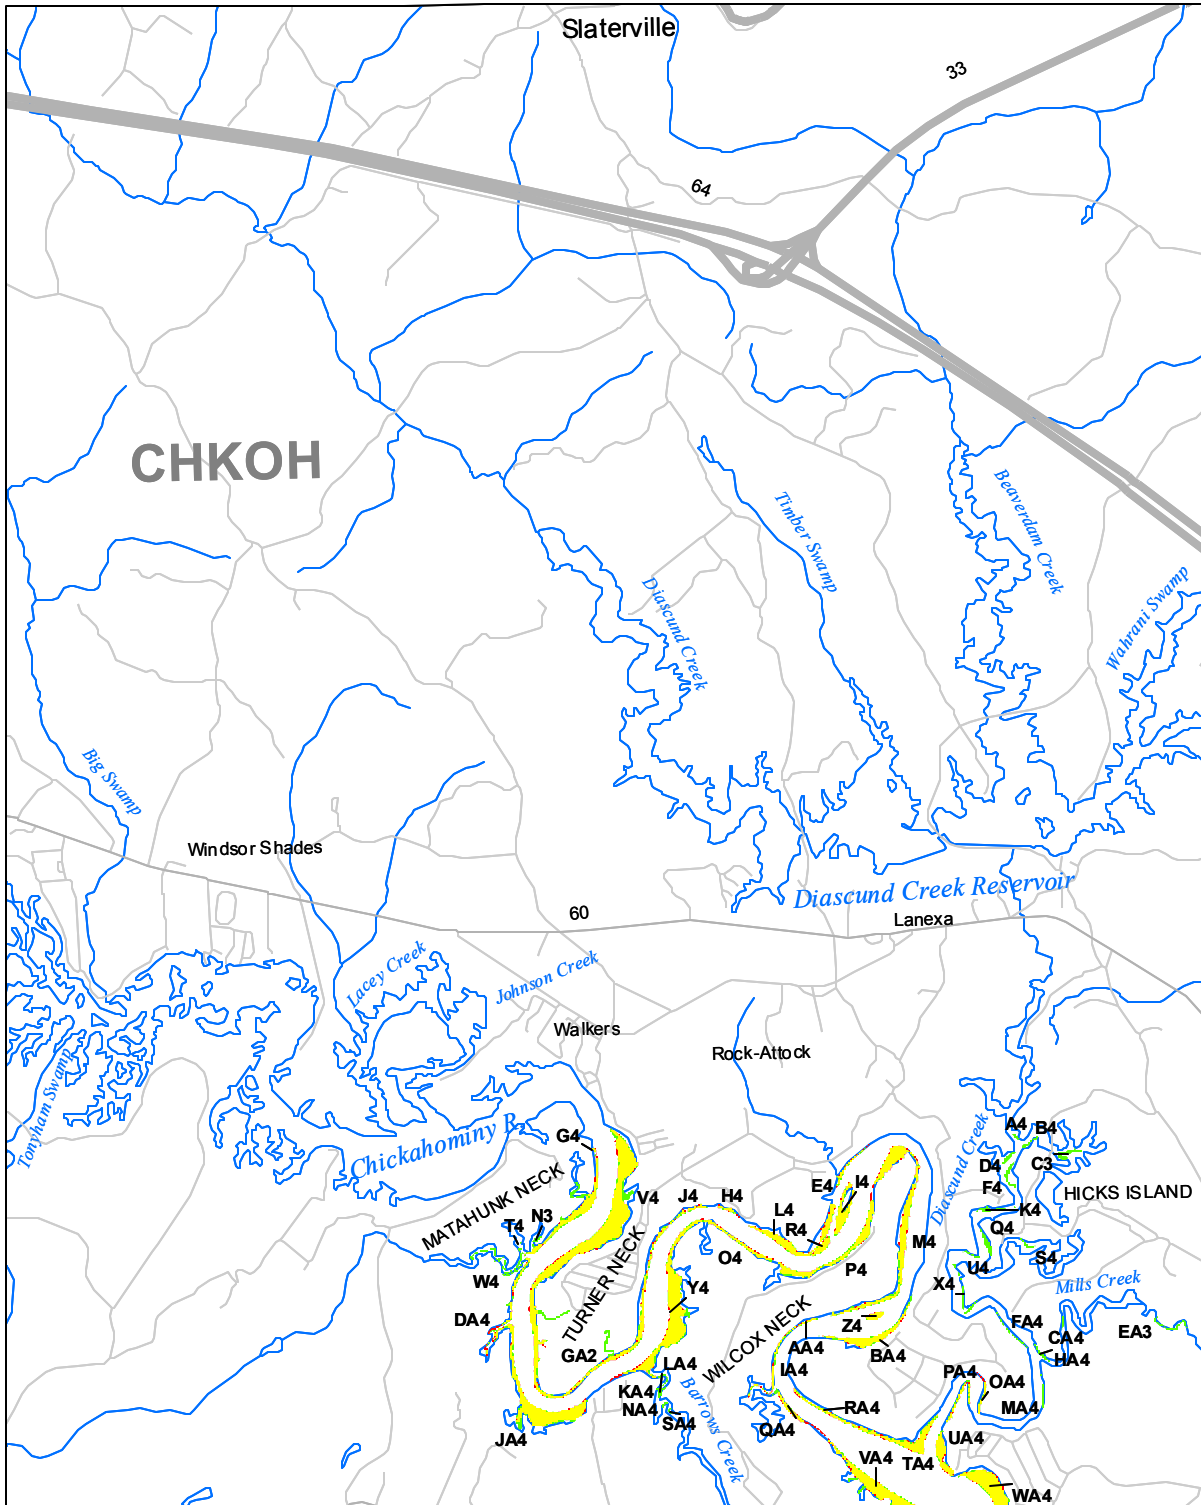 Slaterville
33
64
CHKOH
Timber Swamp
Beaverdam Creek
Diascund Creek
Wahrani Swamp
Big Swamp
Windsor Shades
Diascund Creek Reservoir
60
Lanexa
Lacey Creek
Johnson Creek
Walkers
Rock-Attock
Tonyham Swamp
Chickahominy R.
Diascund Creek
A4
B4
G4
D4
C3
MATAHUNK NECK
E4
I4
F4
HICKS ISLAND
V4
J4
H4
L4
K4
T4
N3
R4
Q4
TURNER NECK
O4
M4
S4
W4
P4
U4
Y4
X4
Mills Creek
DA4
WILCOX NECK
Z4
FA4
EA3
AA4
CA4
GA2
BA4
HA4
LA4
IA4
PA4
OA4
KA4
NA4
Barrows Creek
RA4
MA4
SA4
QA4
JA4
UA4
VA4
TA4
WA4